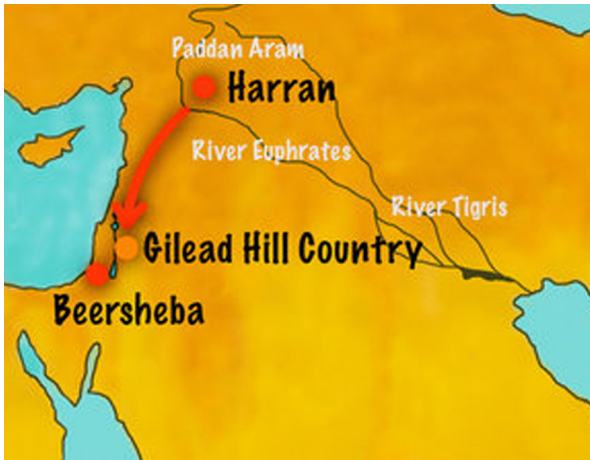 Paddan Aram
Harran
River Euphrates
River Tigris
Gilead Hill Country
Beersheba